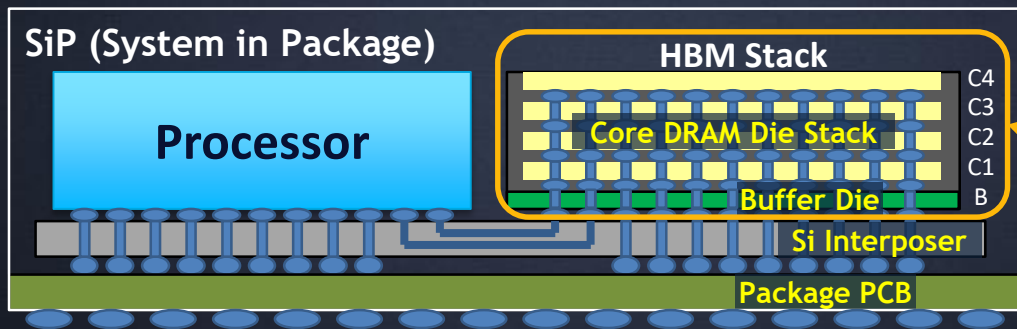 SiP (System in Package)
HBM Stack
Processor
Core DRAM Die Stack
C4
C3
C2
C1
B
Buffer Die
Si Interposer
Package PCB